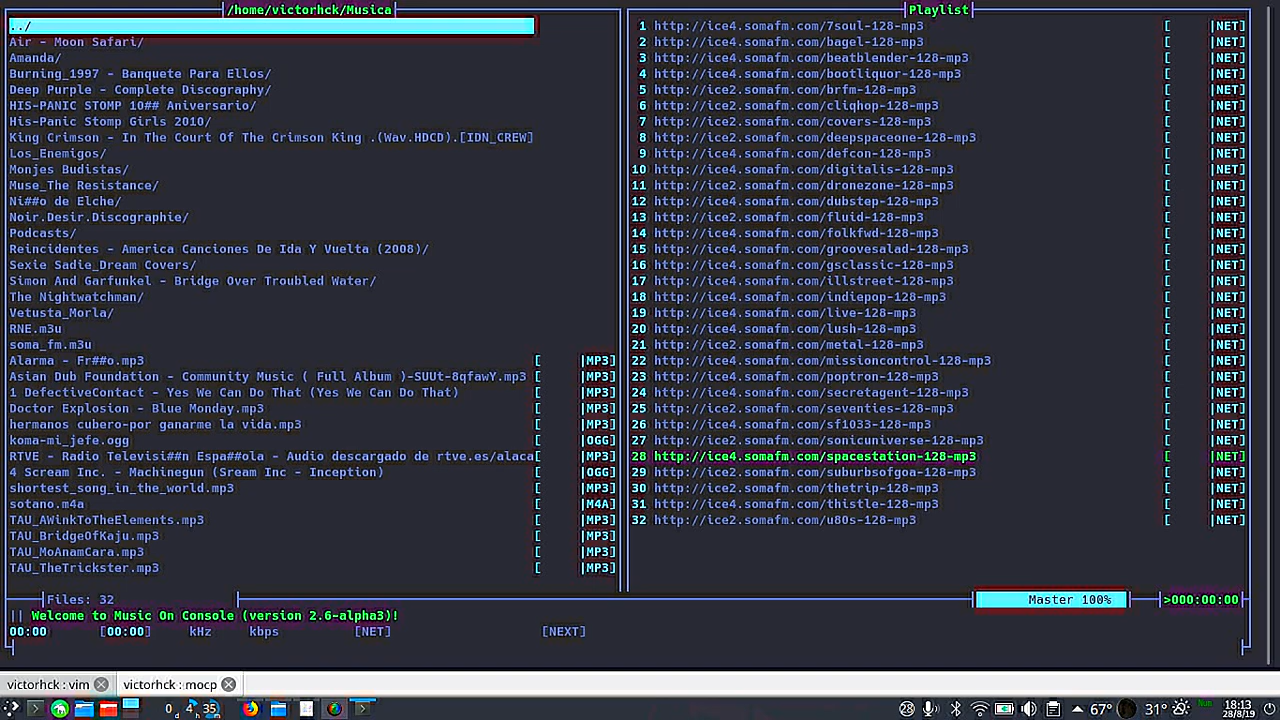 /home/victorhck/Musica
../
Air - Moon Safari/
Amanda/
Burning_1997 - Banquete Para Ellos/
Deep Purple - Complete Discography/
HIS-PANIC STOMP 10## Aniversario/
His-Panic Stomp Girls 2010/
King Crimson - In The Court Of The Crimson King .(Wav.HDCD).[IDN_CREW]
Los_Enemigos/
Monjes Budistas/
Muse_The Resistance/
Ni##o de Elche/
Noir.Desir.Discographie/
Podcasts/
Reincidentes - America Canciones De Ida Y Vuelta (2008)/
Sexie Sadie_Dream Covers/
Simon And Garfunkel - Bridge Over Troubled Water/
The Nightwatchman/
Vetusta_Morla/
RNE.m3u
soma_fm.m3u
Alarma - Fr##o.mp3 [ |MP3]
Asian Dub Foundation - Community Music ( Full Album )-SUUt-8qfawY.mp3 [ |MP3]
1 DefectiveContact - Yes We Can Do That (Yes We Can Do That) [ |MP3]
Doctor Explosion - Blue Monday.mp3 [ |MP3]
hermanos cubero-por ganarme la vida.mp3 [ |MP3]
koma-mi_jefe.ogg [ |OGG]
RTVE - Radio Televisi##n Espa##ola - Audio descargado de rtve.es/alaca[ |MP3]
4 Scream Inc. - Machinegun (Sream Inc - Inception) [ |OGG]
shortest_song_in_the_world.mp3 [ |MP3]
sotano.m4a [ |M4A]
TAU_AWinkToTheElements.mp3 [ |MP3]
TAU_BridgeOfKaju.mp3 [ |MP3]
TAU_MoAnamCara.mp3 [ |MP3]
TAU_TheTrickster.mp3 [ |MP3]
Playlist
1 http://ice4.somafm.com/7soul-128-mp3 [ |NET]
2 http://ice4.somafm.com/bagel-128-mp3 [ |NET]
3 http://ice4.somafm.com/beatblender-128-mp3 [ |NET]
4 http://ice4.somafm.com/bootliquor-128-mp3 [ |NET]
5 http://ice2.somafm.com/brfm-128-mp3 [ |NET]
6 http://ice4.somafm.com/cliqhop-128-mp3 [ |NET]
7 http://ice2.somafm.com/covers-128-mp3 [ |NET]
8 http://ice2.somafm.com/deepspaceone-128-mp3 [ |NET]
9 http://ice4.somafm.com/defcon-128-mp3 [ |NET]
10 http://ice4.somafm.com/digitalis-128-mp3 [ |NET]
11 http://ice2.somafm.com/dronezone-128-mp3 [ |NET]
12 http://ice4.somafm.com/dubstep-128-mp3 [ |NET]
13 http://ice2.somafm.com/fluid-128-mp3 [ |NET]
14 http://ice4.somafm.com/folkfwd-128-mp3 [ |NET]
15 http://ice4.somafm.com/groovesalad-128-mp3 [ |NET]
16 http://ice4.somafm.com/gsclassic-128-mp3 [ |NET]
17 http://ice4.somafm.com/illstreet-128-mp3 [ |NET]
18 http://ice4.somafm.com/indiepop-128-mp3 [ |NET]
19 http://ice4.somafm.com/live-128-mp3 [ |NET]
20 http://ice4.somafm.com/lush-128-mp3 [ |NET]
21 http://ice2.somafm.com/metal-128-mp3 [ |NET]
22 http://ice4.somafm.com/missioncontrol-128-mp3 [ |NET]
23 http://ice4.somafm.com/poptron-128-mp3 [ |NET]
24 http://ice4.somafm.com/secretagent-128-mp3 [ |NET]
25 http://ice2.somafm.com/seventies-128-mp3 [ |NET]
26 http://ice4.somafm.com/sf1033-128-mp3 [ |NET]
27 http://ice2.somafm.com/sonicuniverse-128-mp3 [ |NET]
28 http://ice4.somafm.com/spacestation-128-mp3 [ |NET]
29 http://ice2.somafm.com/suburbsofgoa-128-mp3 [ |NET]
30 http://ice2.somafm.com/thetrip-128-mp3 [ |NET]
31 http://ice4.somafm.com/thistle-128-mp3 [ |NET]
32 http://ice2.somafm.com/u80s-128-mp3 [ |NET]
Files: 32
Master 100%
>000:00:00
|| Welcome to Music On Console (version 2.6-alpha3)!
00:00 [00:00] kHz kbps [NET] [NEXT]
victorhck : vim
victorhck : mocp
0 d 4 h 35 m
28
67°
31°
Num
18:13
28/8/19